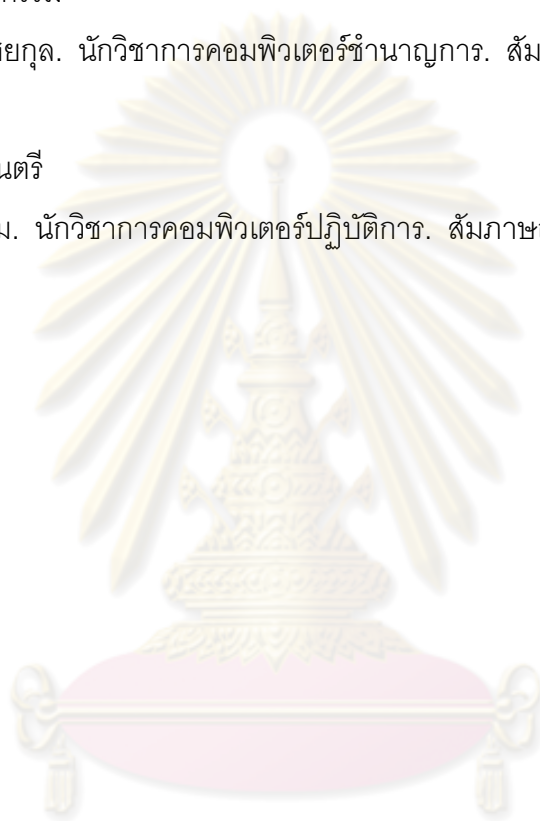 ยกุล. นักวิชาการคอมพิวเตอร์ชำนาญการ. สัม
นตรี
ม. นักวิชาการคอมพิวเตอร์ปฏิบัติการ. สัมภาษ